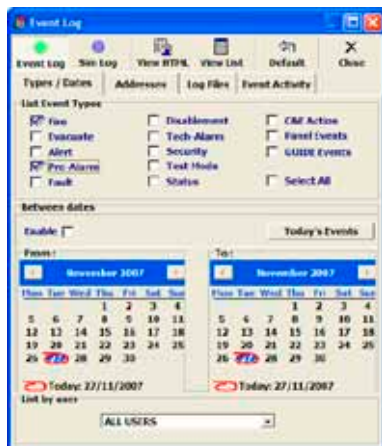 Event Log
Event Log Sim Log View HTML View List Default Close
Types / Dates Addresses Log Files Event Activity
List Event Types
Fire Disablement C&E Action
Evacuate Tech-Alarm Panel Events
Alert Security GUIDE Events
Pre-Alarm Test Mode
Fault Status Select All
Between dates
Enable Today's Events
From: To:
November 2007 November 2007
Mon Tue Wed Thu Fri Sat Sun Mon Tue Wed Thu Fri Sat Sun
1 2 3 4 1 2 3 4
5 6 7 8 9 10 11 5 6 7 8 9 10 11
12 13 14 15 16 17 18 12 13 14 15 16 17 18
19 20 21 22 23 24 25 19 20 21 22 23 24 25
26 27 28 29 30 26 27 28 29 30
Today: 27/11/2007 Today: 27/11/2007
List by user
ALL USERS